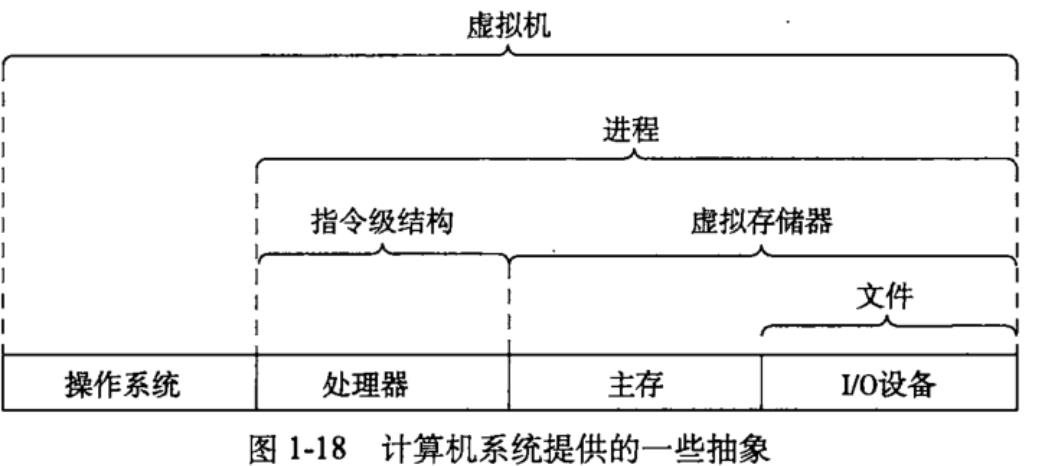 虚拟机
进程
指令级结构 虚拟存储器
文件
操作系统 处理器 主存 I/O设备
图 1-18 计算机系统提供的一些抽象